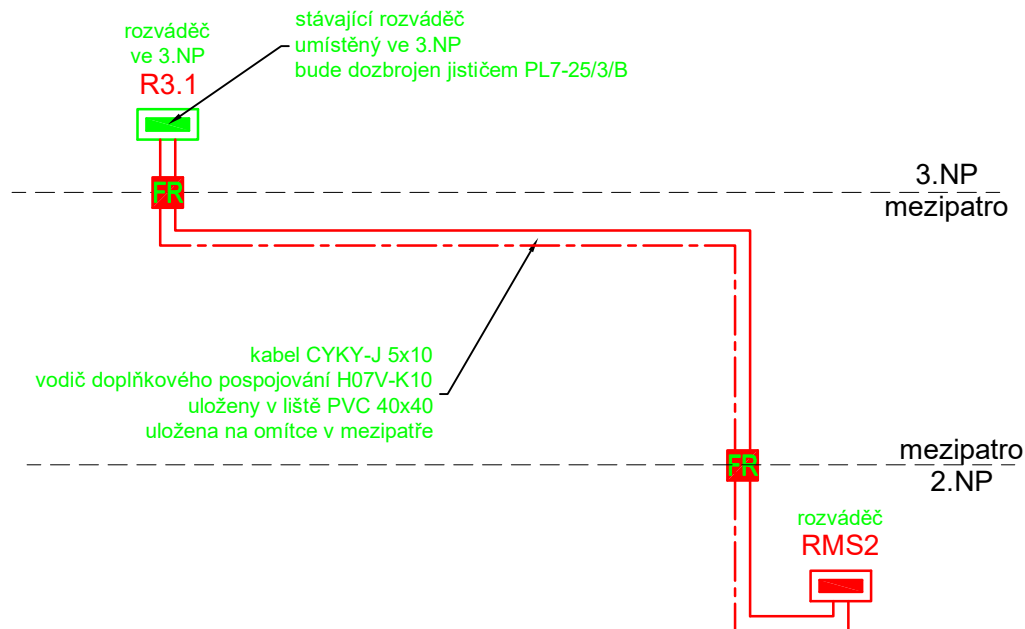 rozváděč
ve 3.NP
R3.1
stávající rozváděč
umístěný ve 3.NP
bude dozbrojen jističem PL7-25/3/B
FR
3.NP
mezipatro
kabel CYKY-J 5x10
vodič doplňkového pospojování H07V-K10
uloženy v liště PVC 40x40
uložena na omítce v mezipatře
mezipatro
FR
2.NP
rozváděč
RMS2